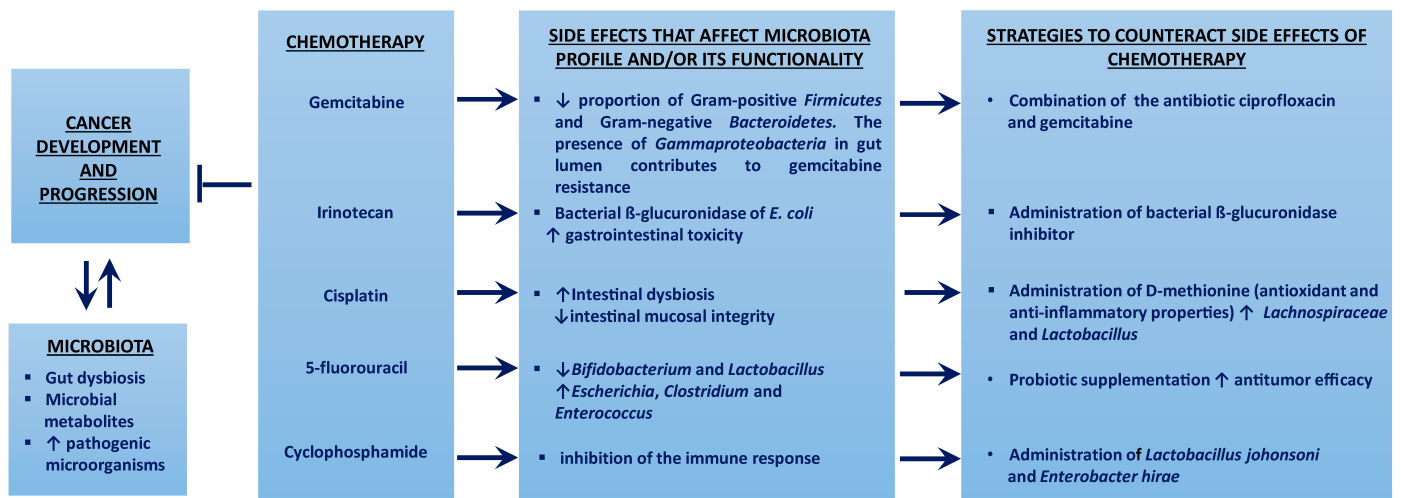 CANCER
DEVELOPMENT
AND
PROGRESSION
MICROBIOTA
▪ Gut dysbiosis
▪ Microbial
metabolites
▪ ↑ pathogenic
microorganisms
CHEMOTHERAPY
Gemcitabine
Irinotecan
Cisplatin
5-fluorouracil
Cyclophosphamide
SIDE EFECTS THAT AFFECT MICROBIOTA
PROFILE AND/OR ITS FUNCTIONALITY
▪ ↓ proportion of Gram-positive Firmicutes
and Gram-negative Bacteroidetes. The
presence of Gammaproteobacteria in gut
lumen contributes to gemcitabine
resistance
▪ Bacterial ß-glucuronidase of E. coli
↑ gastrointestinal toxicity
▪ ↑Intestinal dysbiosis
↓intestinal mucosal integrity
▪ ↓Bifidobacterium and Lactobacillus
↑Escherichia, Clostridium and
Enterococcus
▪ inhibition of the immune response
STRATEGIES TO COUNTERACT SIDE EFFECTS OF
CHEMOTHERAPY
• Combination of the antibiotic ciprofloxacin
and gemcitabine
▪ Administration of bacterial ß-glucuronidase
inhibitor
▪ Administration of D-methionine (antioxidant and
anti-inflammatory properties) ↑ Lachnospiraceae
and Lactobacillus
• Probiotic supplementation ↑ antitumor efficacy
• Administration of Lactobacillus johonsoni
and Enterobacter hirae